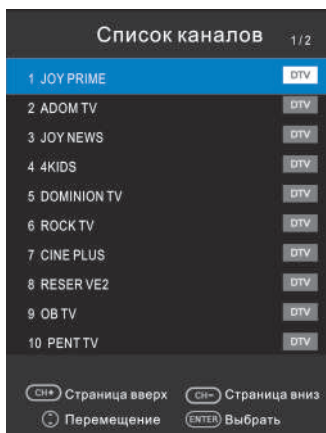 Список каналов 1/2
1 JOY PRIME DTV
2 ADOM TV DTV
3 JOY NEWS DTV
4 4KIDS DTV
5 DOMINION TV DTV
6 ROCK TV DTV
7 CINE PLUS DTV
8 RESER VE2 DTV
9 OB TV DTV
10 PENT TV DTV
CH+ Страница вверх CH- Страница вниз
Перемещение ENTER Выбрать